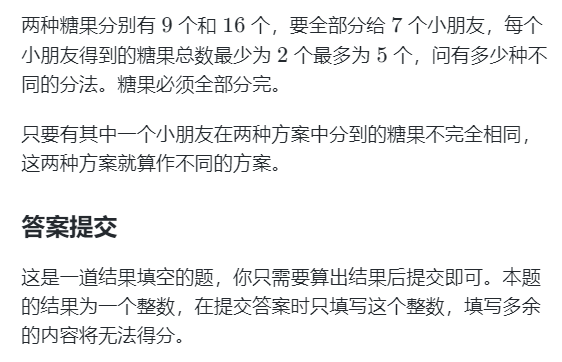 两种糖果分别有 9 个和 16 个，要全部分给 7 个小朋友，每个
小朋友得到的糖果总数最少为 2 个最多为 5 个，问有多少种不
同的分法。糖果必须全部分完。
只要有其中一个小朋友在两种方案中分到的糖果不完全相同，
这两种方案就算作不同的方案。
答案提交
这是一道结果填空的题，你只需要算出结果后提交即可。本题
的结果为一个整数，在提交答案时只填写这个整数，填写多余
的内容将无法得分。